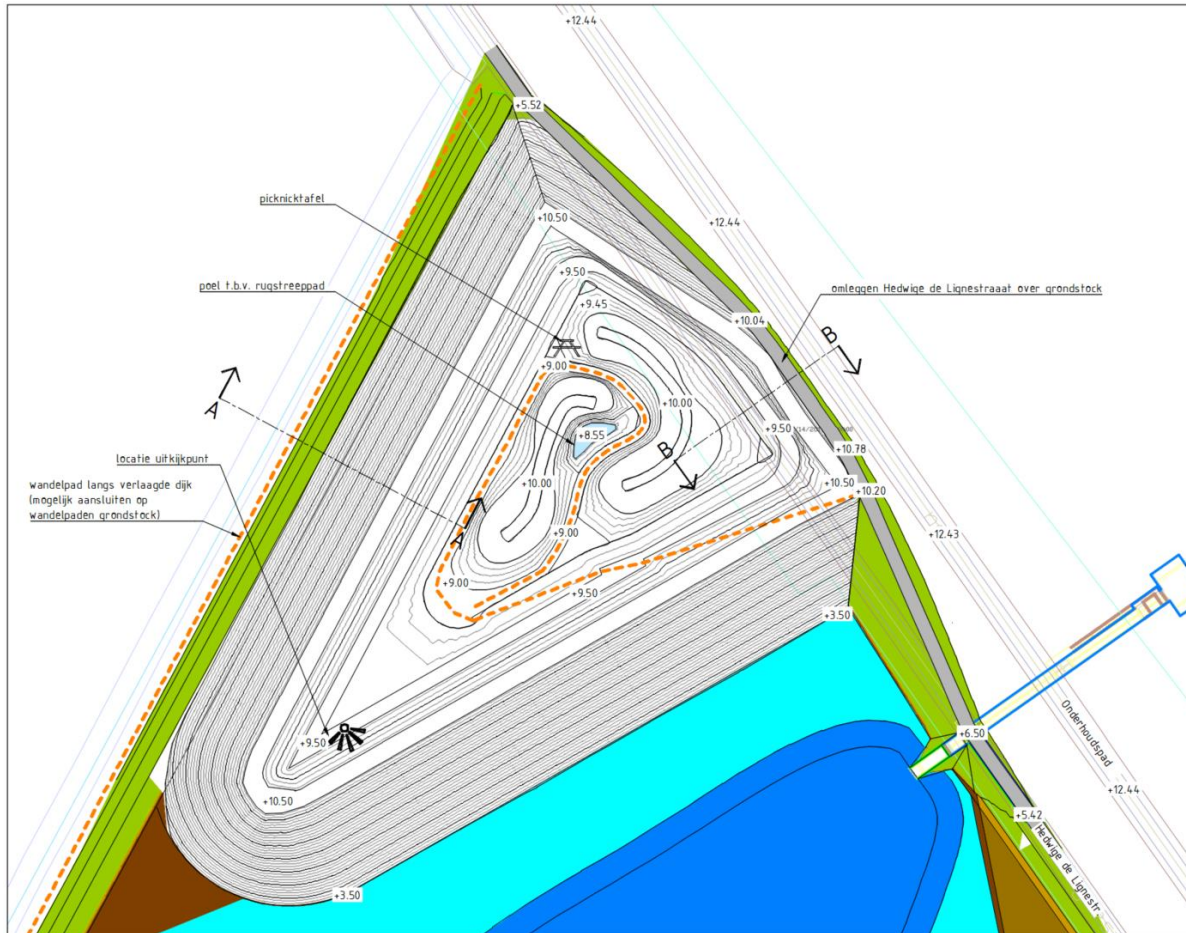 +12.44
+5.52
picknicktafel
+10.50
+12.44
+9.50
poel t.b.v. rugstreeppad
omleggen Hedwige de Lignestraaat over grondstock
+9.45
+10.04
B
+9.00
A
+10.00
+9.50
+8.55
+10.78
B
locatie uitkijkpunt
+10.00
+10.50
+10.20
wandelpad langs verlaagde dijk
(mogelijk aansluiten op
wandelpaden grondstock)
A
+9.00
+12.43
+9.00
+9.50
+3.50
+9.50
+6.50
Onderhoudspad
+10.50
+12.44
+5.42
Hedwige de Lignestr
+3.50